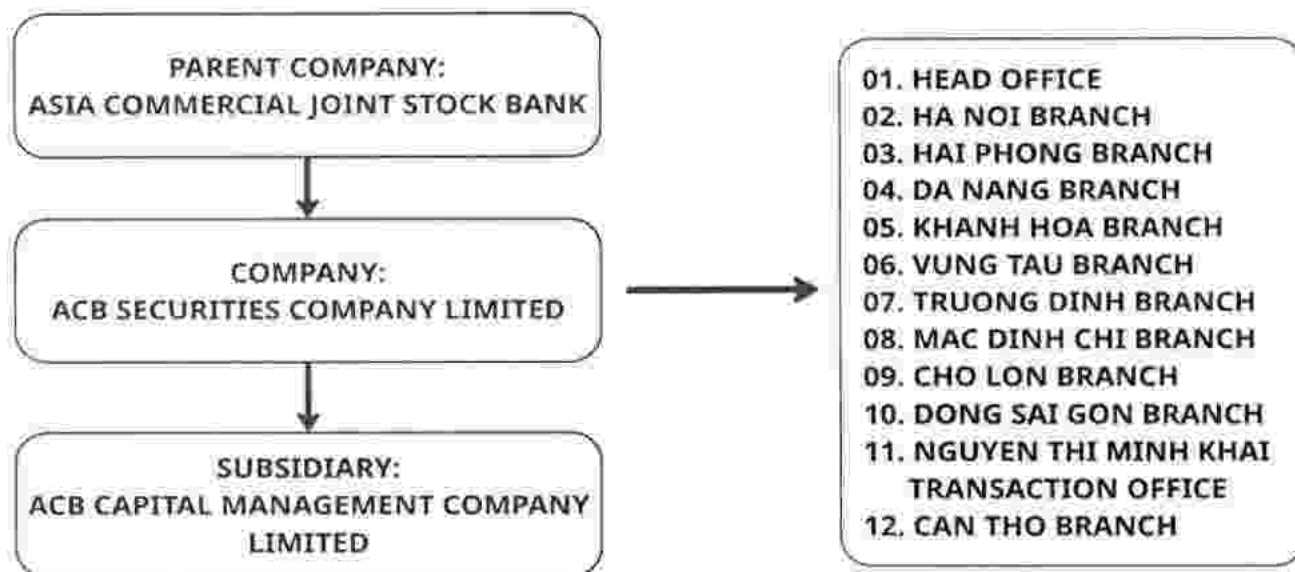 PARENT COMPANY:
ASIA COMMERCIAL JOINT STOCK BANK
COMPANY:
ACB SECURITIES COMPANY LIMITED
SUBSIDIARY:
ACB CAPITAL MANAGEMENT COMPANY
LIMITED
01. HEAD OFFICE
02. HA NOI BRANCH
03. HAI PHONG BRANCH
04. DA NANG BRANCH
05. KHANH HOA BRANCH
06. VUNG TAU BRANCH
07. TRUONG DINH BRANCH
08. MAC DINH CHI BRANCH
09. CHO LON BRANCH
10. DONG SAI GON BRANCH
11. NGUYEN THI MINH KHAI
TRANSACTION OFFICE
12. CAN THO BRANCH